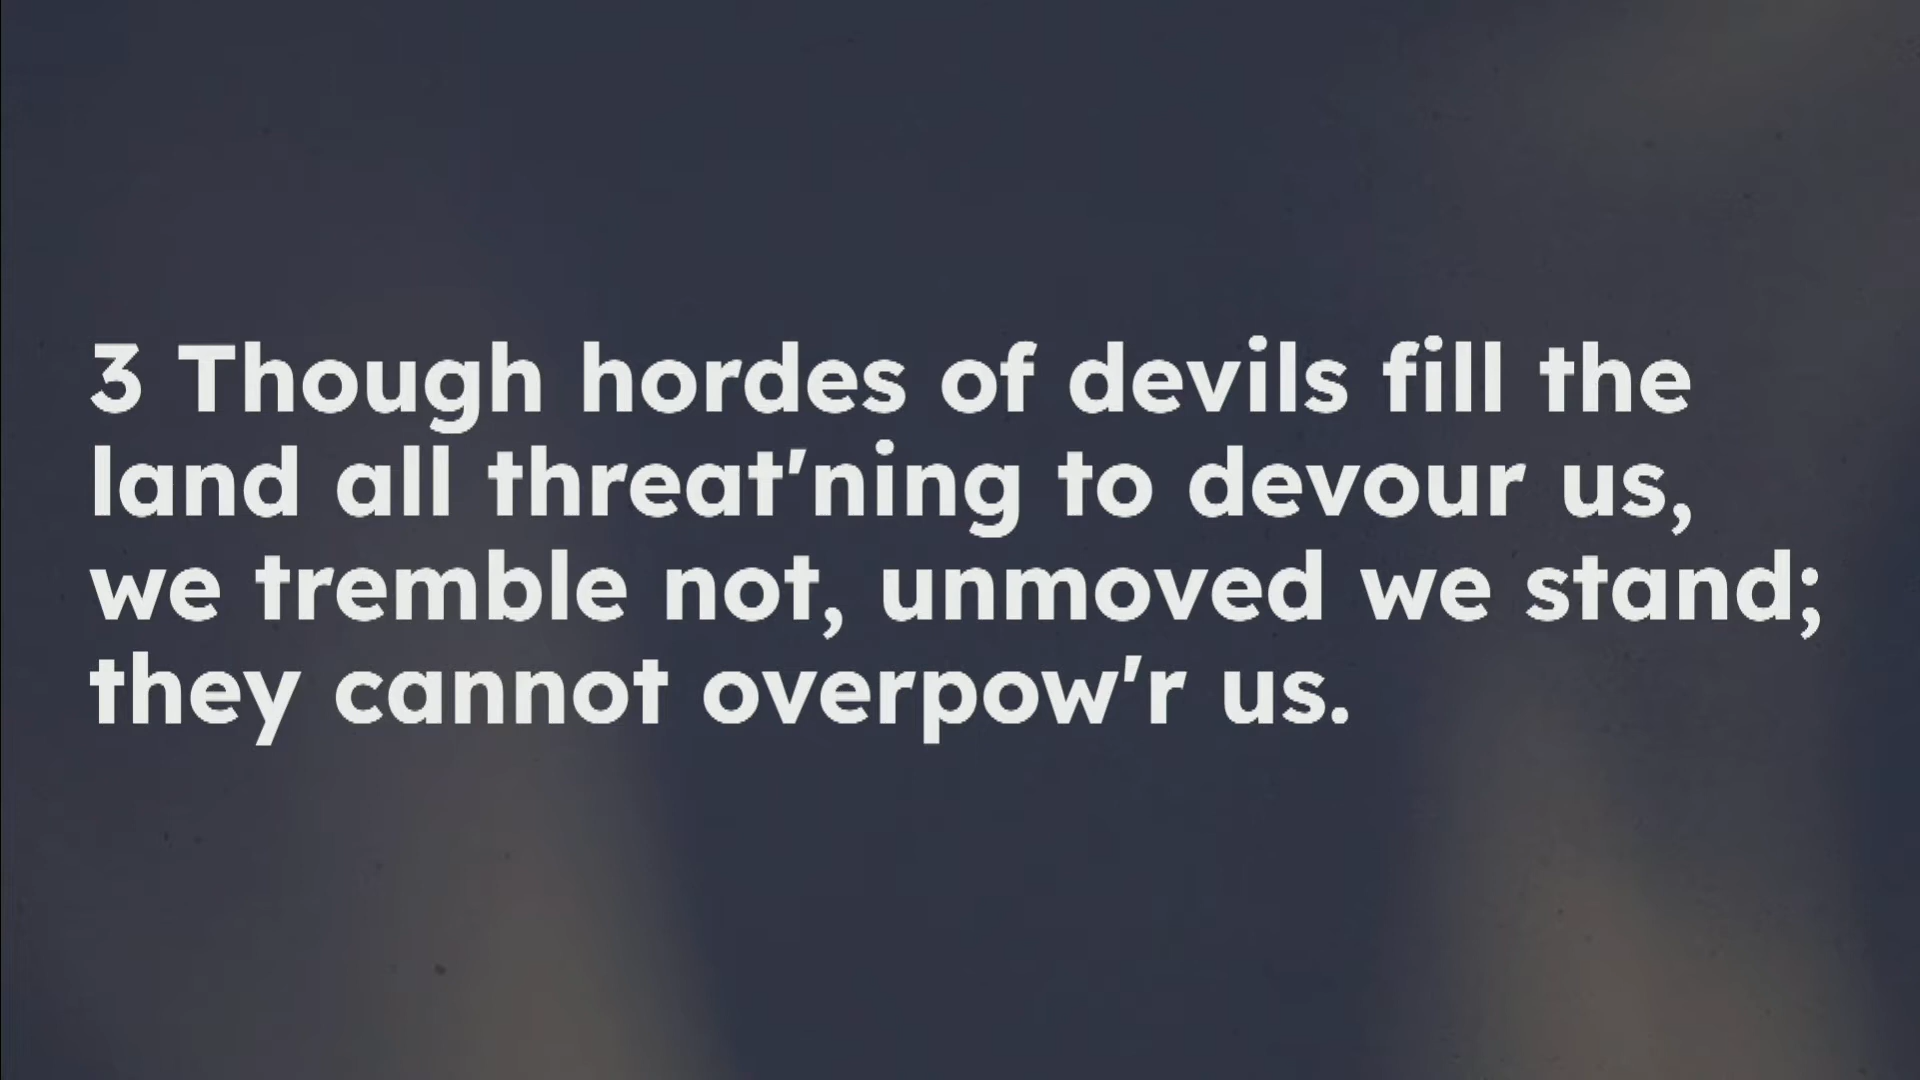 3 Though hordes of devils fill the
land all threat'ning to devour us,
we tremble not, unmoved we stand;
they cannot overpow'r us.